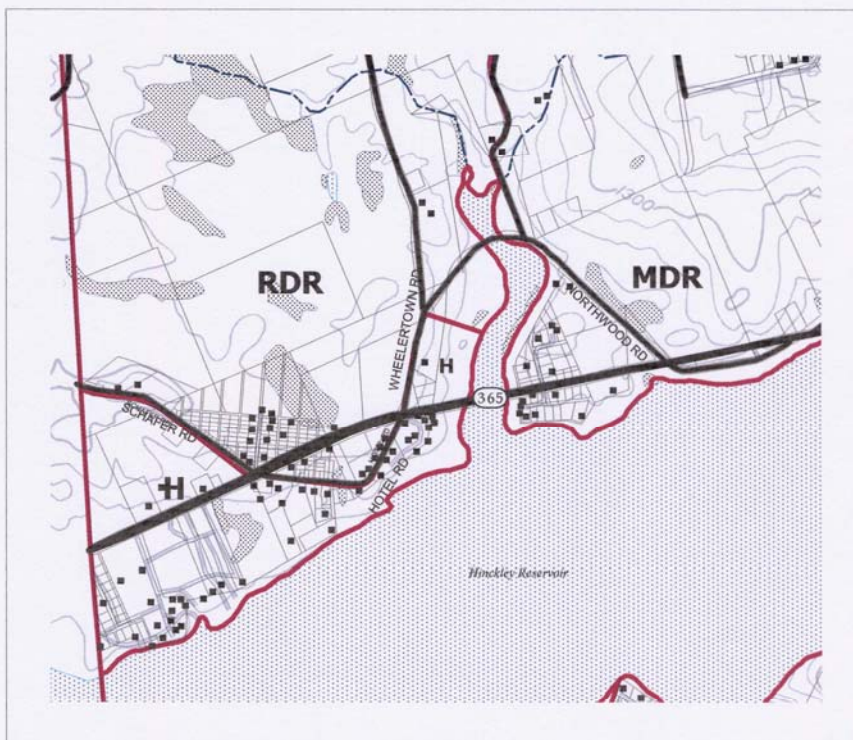 1300
RDR
MDR
WHEELERTOWN RD
NORTHWOOD RD
H
365
SCHAFER RD
HOTEL RD
H
Hinckley Reservoir